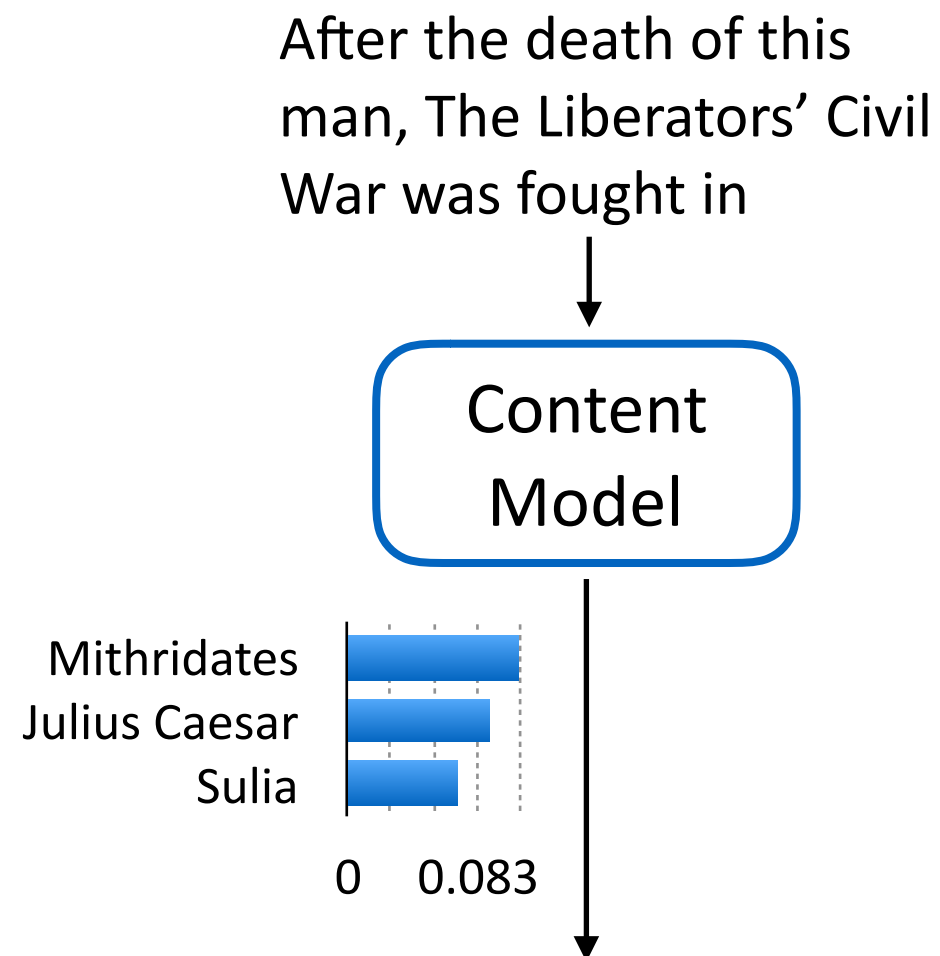 After the death of this
man, The Liberators’ Civil
War was fought in
Content
Model
Mithridates
Julius Caesar
Sulia
0 0.083